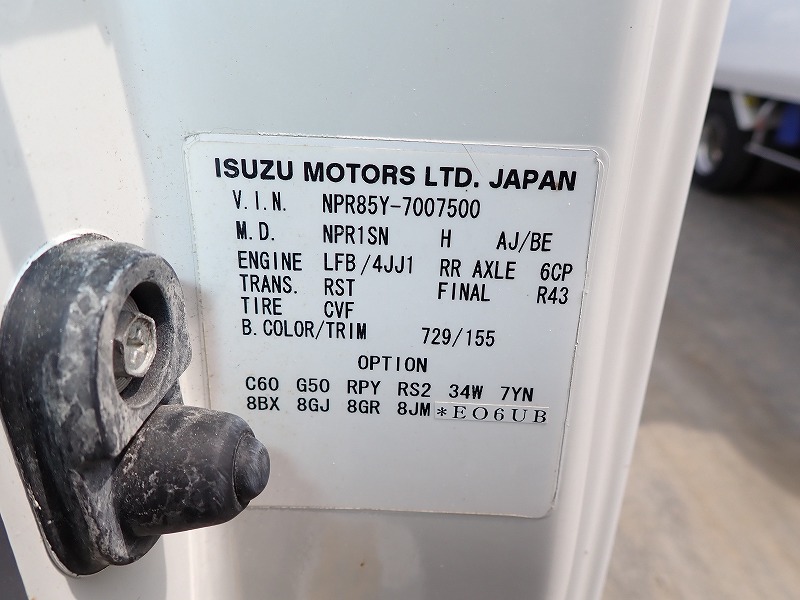 ISUZU MOTORS LTD. JAPAN
V.I.N. NPR85Y-7007500
M.D. NPR1SN H AJ/BE
ENGINE LFB/4JJ1 RR AXLE 6CP
TRANS. RST FINAL R43
TIRE CVF
B.COLOR/TRIM 729/155
OPTION
C60 G50 RPY RS2 34W 7YN
8BX 8GJ 8GR 8JM *EO6UB